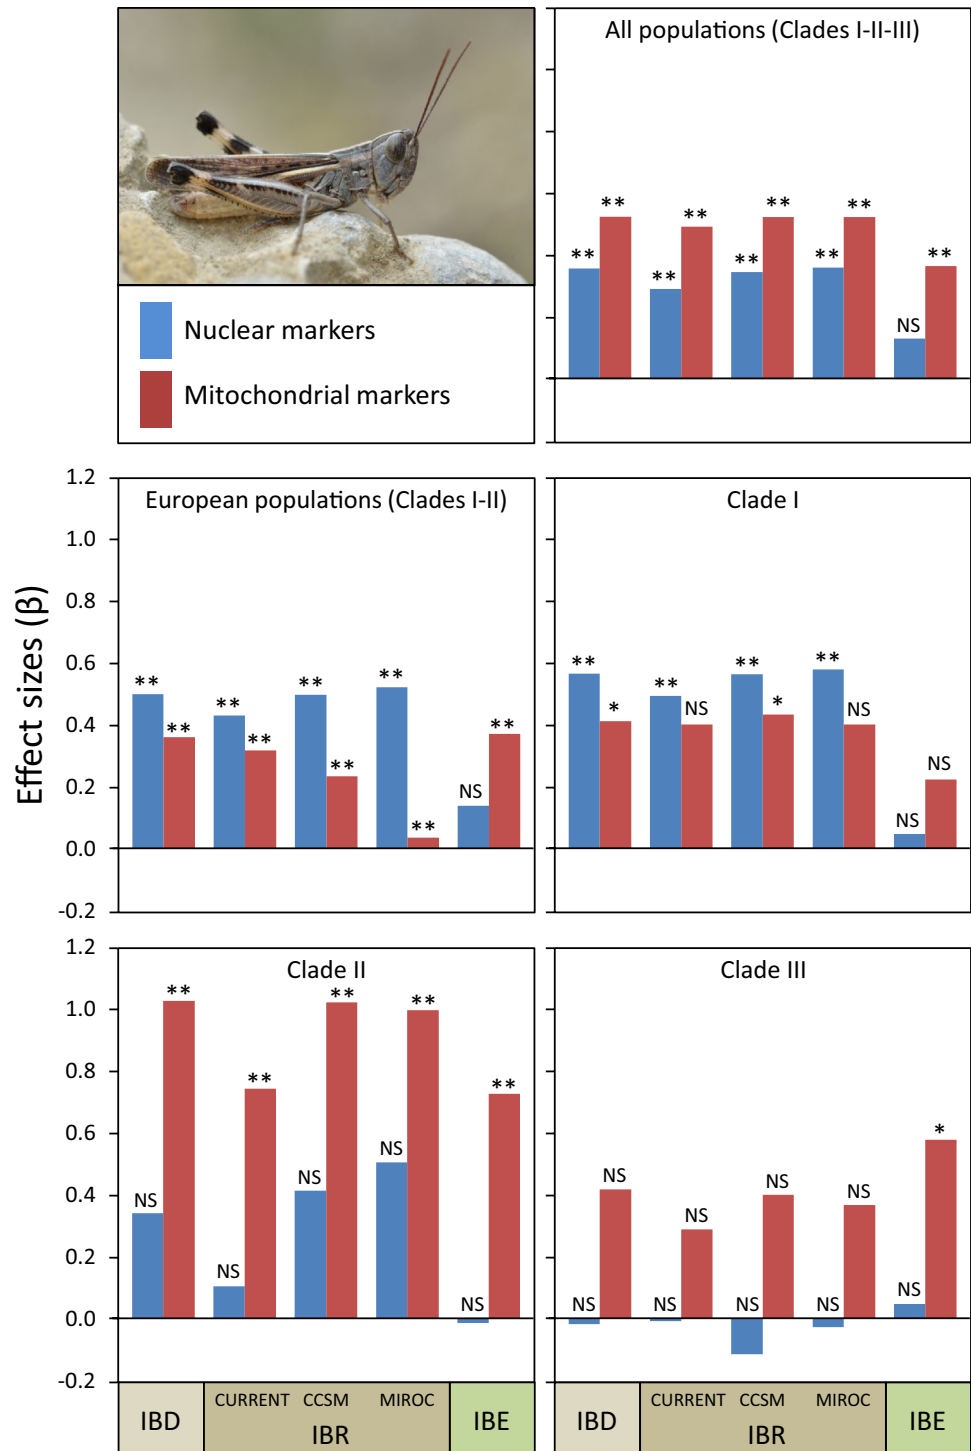 All populations (Clades I-II-III)
** ** ** ** ** ** ** ** NS **
Nuclear markers
Mitochondrial markers
Effect sizes (β)
European populations (Clades I-II)
1.2
1.0
0.8
0.6
0.4
0.2
0.0
-0.2
** ** ** ** ** ** ** ** NS **
Clade I
** * ** NS ** * ** NS NS NS
Clade II
1.2
1.0
0.8
0.6
0.4
0.2
0.0
-0.2
NS ** NS ** NS ** NS ** NS **
Clade III
NS NS NS NS NS NS NS NS NS *
IBD
CURRENT CCSM MIROC
IBR
IBE
IBD
CURRENT CCSM MIROC
IBR
IBE